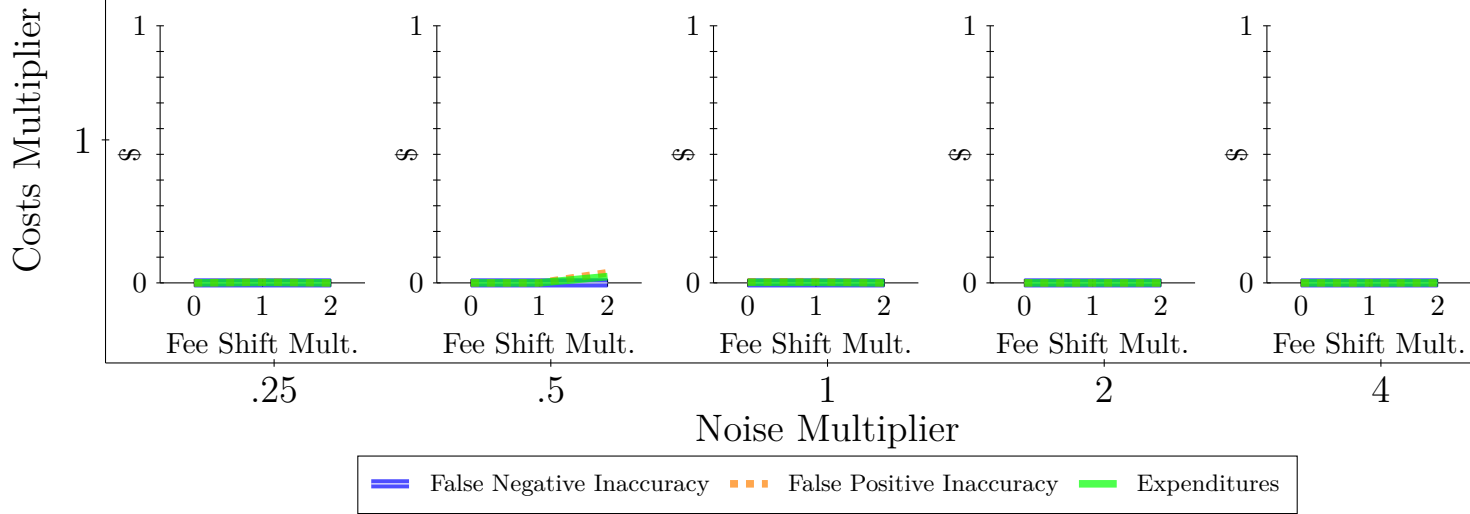 Costs Multiplier
1
$
1
0
0 1 2
Fee Shift Mult.
$
1
0
0 1 2
Fee Shift Mult.
$
1
0
0 1 2
Fee Shift Mult.
$
1
0
0 1 2
Fee Shift Mult.
$
1
0
0 1 2
Fee Shift Mult.
.25 .5 1 2 4
Noise Multiplier
False Negative Inaccuracy False Positive Inaccuracy Expenditures